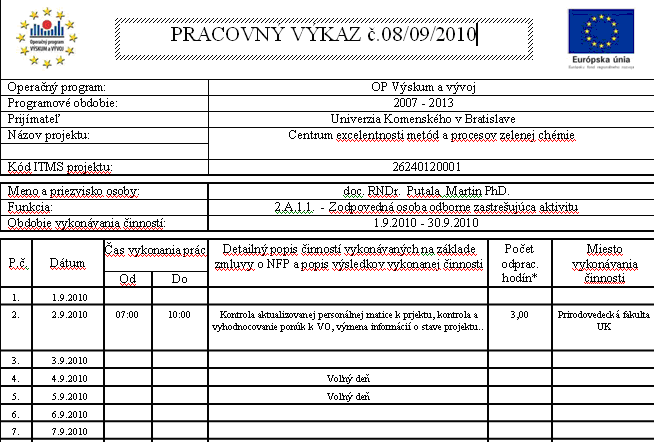 Operačný program
VÝSKUM a VÝVOJ
PRACOVNÝ VÝKAZ č.08/09/2010
Európska únia
Operačný program: OP Výskum a vývoj
Programové obdobie: 2007 - 2013
Prijímateľ Univerzia Komenského v Bratislave
Názov projektu: Centrum excelentnosti metód a procesov zelenej chémie
Kód ITMS projektu: 26240120001
Meno a priezvisko osoby: doc. RNDr. Putala Martin PhD.
Funkcia: 2.A.1.1. - Zodpovedná osoba odborne zastrešujúca aktivitu
Obdobie vykonávania činností: 1.9.2010 - 30.9.2010
P.č. Dátum Čas vykonania prác Od Do Detailný popis činností vykonávaných na základe zmluvy o NFP a popis výsledkov vykonanej činnosti Počet odprac. hodín* Miesto vykonávania činnosti
1. 1.9.2010
2. 2.9.2010 07:00 10:00 Kontrola aktualizovanej personálnej matice k prjektu, kontrola a vyhodnocovanie ponúk k VO, výmena informácií o stave projektu.. 3,00 Prírodovedecká fakulta UK
3. 3.9.2010
4. 4.9.2010 Voľný deň
5. 5.9.2010 Voľný deň
6. 6.9.2010
7. 7.9.2010